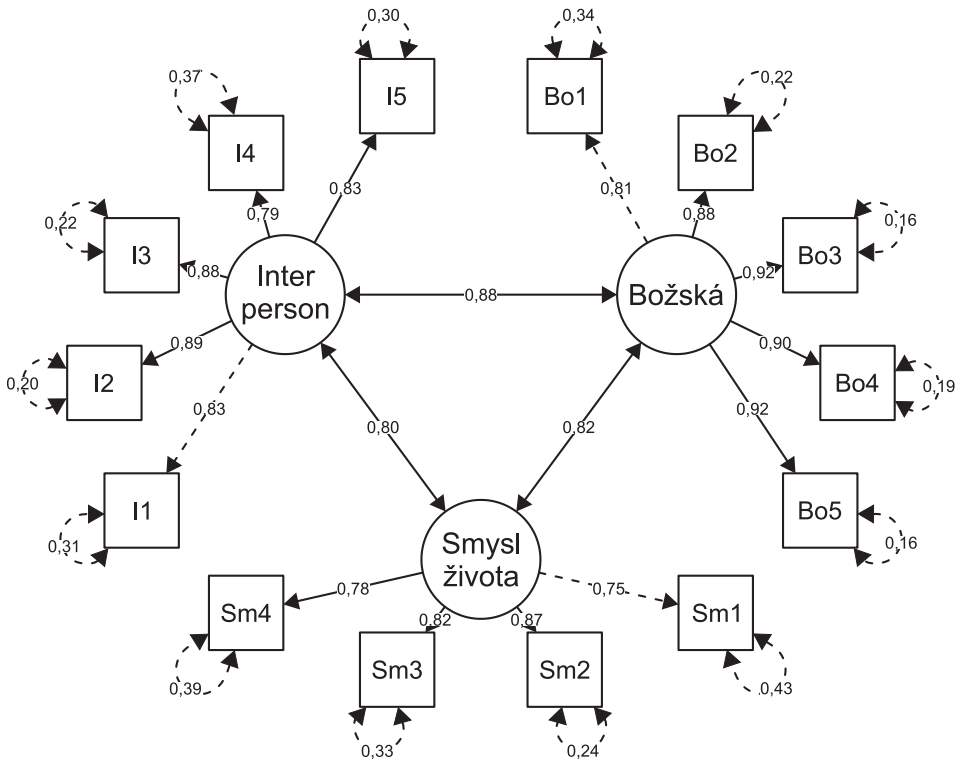 0,30
0,34
0,37
I5
Bo1
0,22
I4
Bo2
0,83
0,81
0,22
0,79
0,88
0,16
I3
0,88
Inter
person
0,88
Božská
0,92
Bo3
0,20
I2
0,89
0,90
Bo4
0,19
0,83
0,80
0,82
0,92
0,31
I1
Bo5
0,16
Smysl
života
Sm4
0,78
0,75
Sm1
0,82
0,87
0,39
Sm3
Sm2
0,43
0,33
0,24